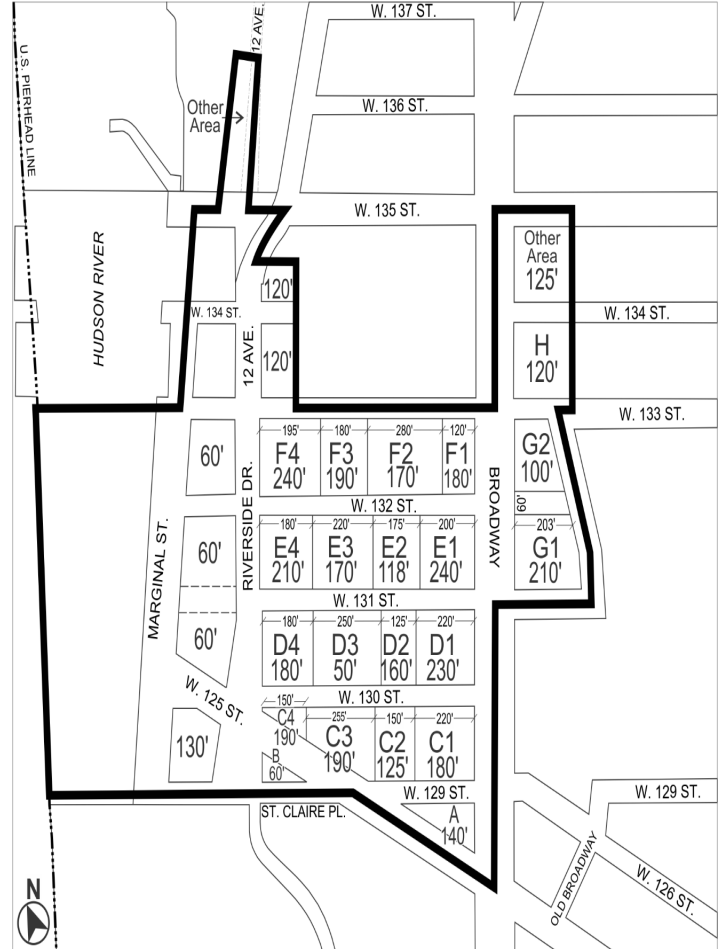 W. 137 ST.
12 AVE.
U.S. PIERHEAD LINE
W. 136 ST.
Other
Area
W. 135 ST.
HUDSON RIVER
Other
Area
125'
120'
W. 134 ST.
W. 134 ST.
12 AVE.
120'
H
120'
W. 133 ST.
195' 180' 280' 120'
60'
F4
240'
F3
190'
F2
170'
F1
180'
G2
100'
BROADWAY
RIVERSIDE DR.
60'
W. 132 ST.
MARGINAL ST.
180' 220' 175' 200'
203'
60'
E4
210'
E3
170'
E2
118'
E1
240'
G1
210'
W. 131 ST.
180' 250' 125' 220'
60'
D4
180'
D3
50'
D2
160'
D1
230'
W. 125 ST.
W. 130 ST.
150'
255' 150' 220'
C4
190'
C3
190'
C2
125'
C1
180'
130'
B
60'
W. 129 ST.
W. 129 ST.
ST. CLAIRE PL.
A
140'
OLD BROADWAY
W. 126 ST.
N